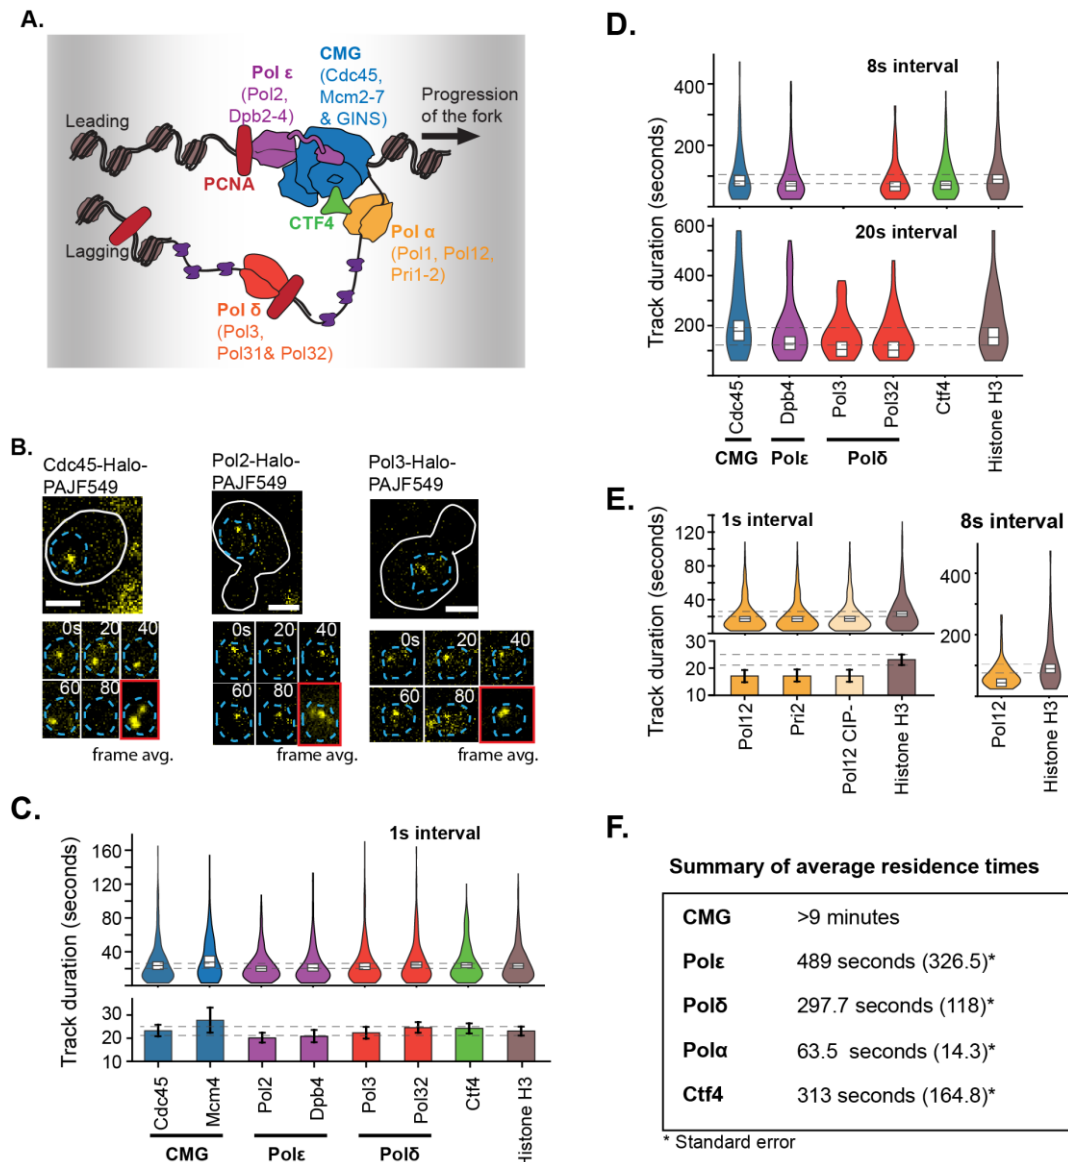 A.
Pol ε
(Pol2,
Dpb2-4)
CMG
(Cdc45,
Mcm2-7
& GINS)
Progression
of the fork
Leading
PCNA
CTF4
Lagging
Pol α
(Pol1, Pol12,
Pri1-2)
Pol δ
(Pol3,
Pol31& Pol32)
B.
Cdc45-Halo-
PAJF549
Pol2-Halo-
PAJF549
Pol3-Halo-
PAJF549
0s 20 40
60 80
frame avg.
0s 20 40
60 80
frame avg.
0s 20 40
60 80
frame avg.
C.
1s interval
Track duration (seconds)
160
120
80
40
30
20
10
Cdc45
Mcm4
Pol2
Dpb4
Pol3
Pol32
Ctf4
Histone H3
CMG
Polε
Polδ
D.
8s interval
Track duration (seconds)
400
200
20s interval
600
400
200
Cdc45
Dpb4
Pol3
Pol32
Ctf4
Histone H3
CMG
Polε
Polδ
E.
1s interval
Track duration (seconds)
120
80
40
30
20
10
Pol12
Pri2
Pol12 CIP-
Histone H3
8s interval
400
200
Pol12
Histone H3
F.
Summary of average residence times
CMG >9 minutes
Polε 489 seconds (326.5)*
Polδ 297.7 seconds (118)*
Polα 63.5 seconds (14.3)*
Ctf4 313 seconds (164.8)*
* Standard error